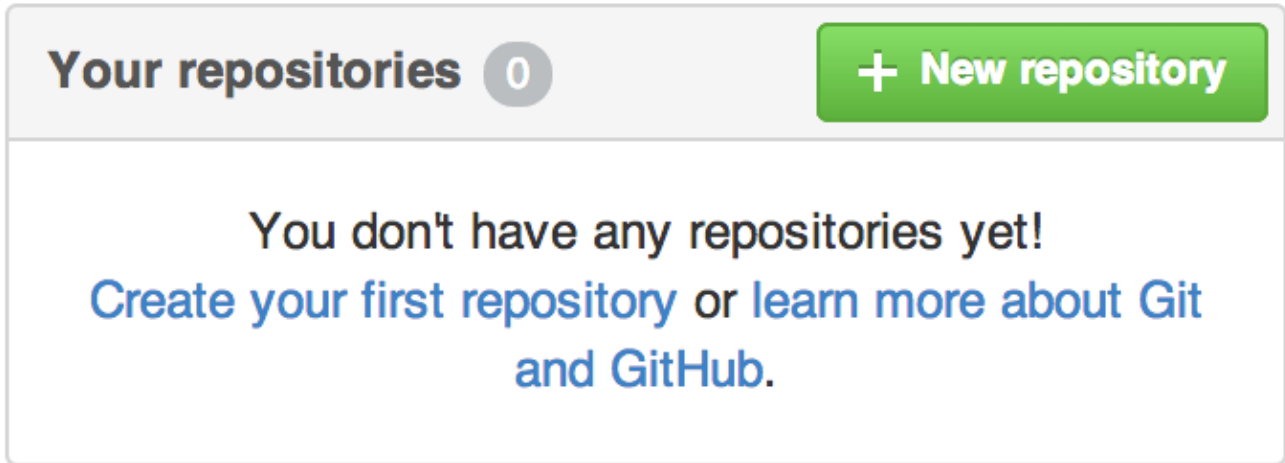 Your repositories 0
+ New repository
You don't have any repositories yet!
Create your first repository or learn more about Git
and GitHub.